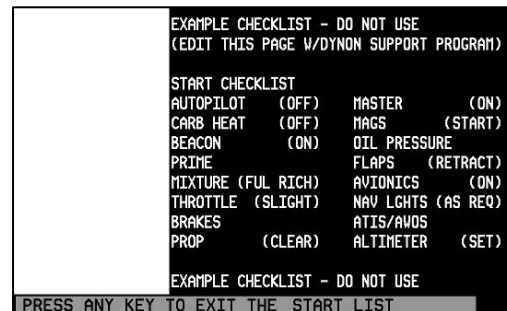 EXAMPLE CHECKLIST - DO NOT USE
(EDIT THIS PAGE W/DYNON SUPPORT PROGRAM)
START CHECKLIST
AUTOPILOT (OFF) MASTER (ON)
CARB HEAT (OFF) MAGS (START)
BEACON (ON) OIL PRESSURE
PRIME FLAPS (RETRACT)
MIXTURE (FUL RICH) AVIONICS (ON)
THROTTLE (SLIGHT) NAV LGHTS (AS REQ)
BRAKES ATIS/AWOS
PROP (CLEAR) ALTIMETER (SET)
EXAMPLE CHECKLIST - DO NOT USE
PRESS ANY KEY TO EXIT THE START LIST